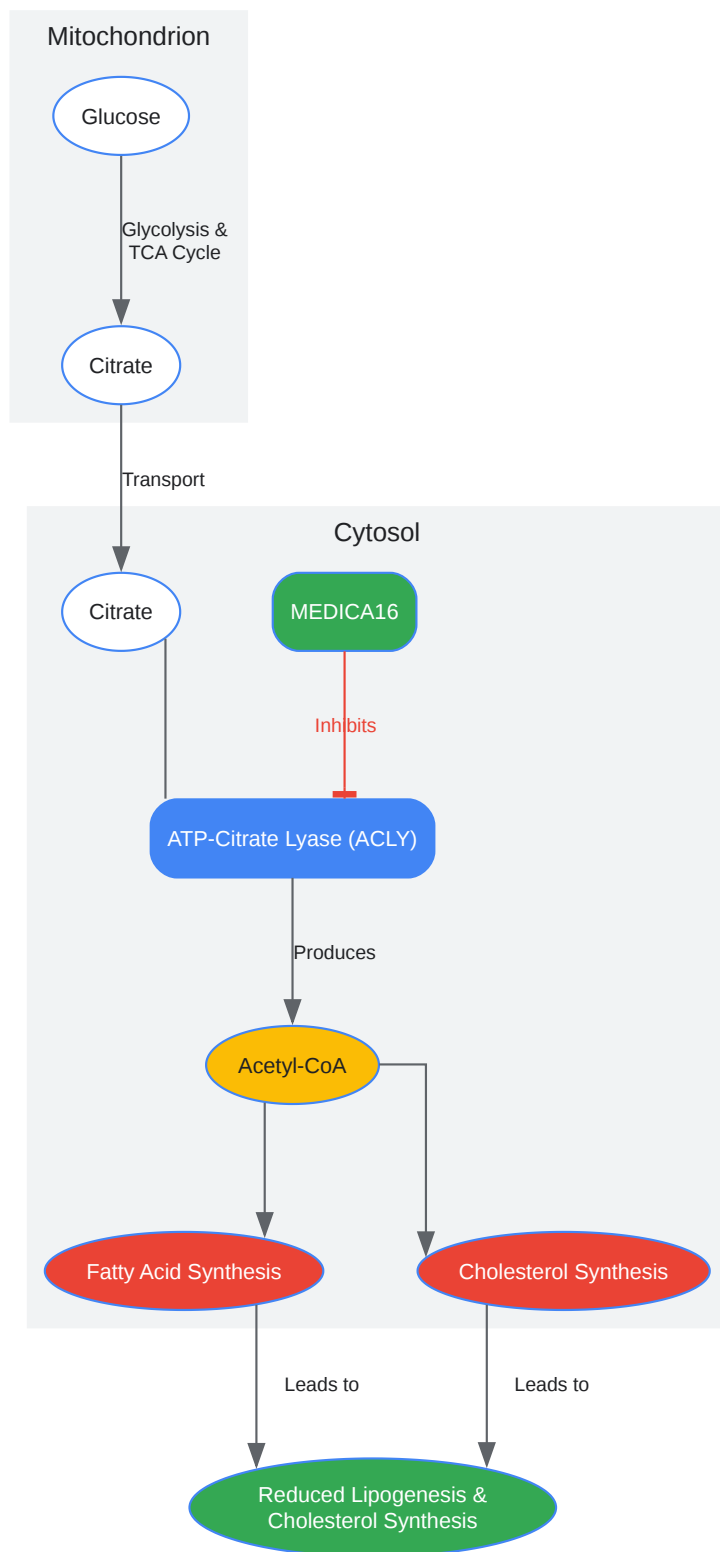 Mitochondrion
Glucose
Glycolysis &
TCA Cycle
Citrate
Transport
Cytosol
Citrate
MEDICA16
Inhibits
ATP-Citrate Lyase (ACLY)
Produces
Acetyl-CoA
Fatty Acid Synthesis
Cholesterol Synthesis
Leads to
Leads to
Reduced Lipogenesis &
Cholesterol Synthesis